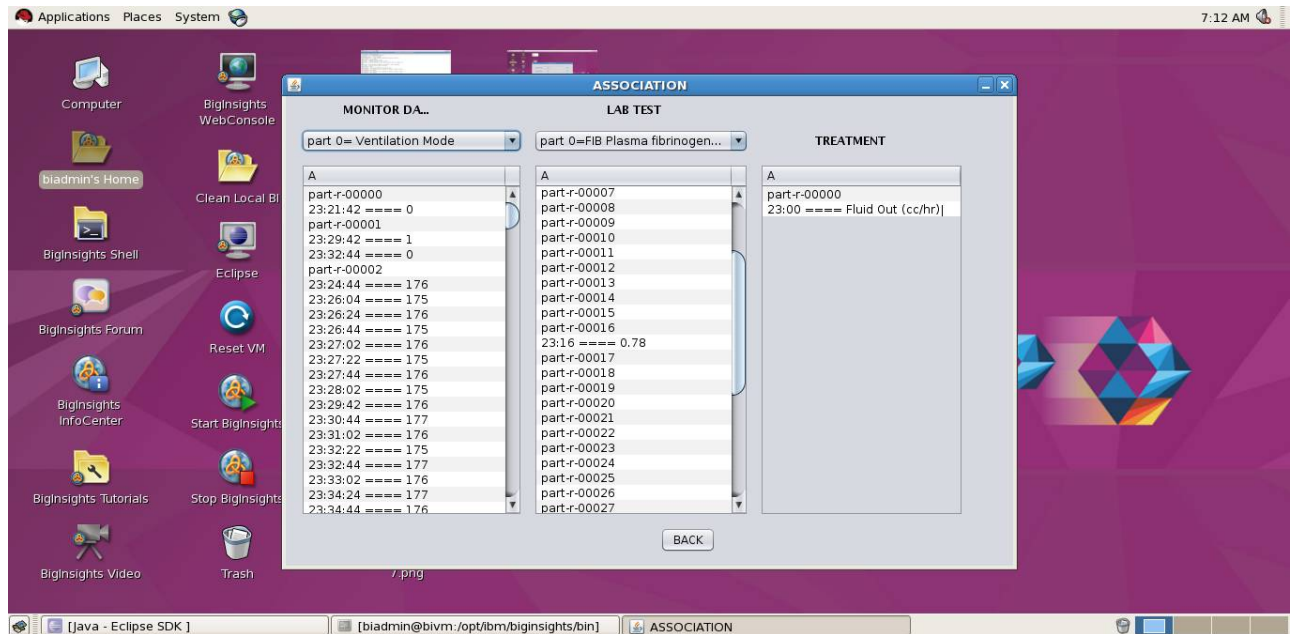 Applications Places System
7:12 AM
Computer
BigInsights
WebConsole
biadmin's Home
Clean Local BI
BigInsights Shell
Eclipse
BigInsights Forum
Reset VM
BigInsights
InfoCenter
Start BigInsights
BigInsights Tutorials
Stop BigInsights
BigInsights Video
Trash
7.png
ASSOCIATION
MONITOR DA...
part 0= Ventilation Mode
A
part-r-00000
23:21:42 ==== 0
part-r-00001
23:29:42 ==== 1
23:32:44 ==== 0
part-r-00002
23:24:44 ==== 176
23:26:04 ==== 175
23:26:24 ==== 176
23:26:44 ==== 175
23:27:02 ==== 176
23:27:22 ==== 175
23:27:44 ==== 176
23:28:02 ==== 175
23:29:42 ==== 176
23:30:44 ==== 177
23:31:02 ==== 176
23:32:22 ==== 175
23:32:44 ==== 177
23:33:02 ==== 176
23:34:24 ==== 177
23:34:44 ==== 176
LAB TEST
part 0=FIB Plasma fibrinogen...
A
part-r-00007
part-r-00008
part-r-00009
part-r-00010
part-r-00011
part-r-00012
part-r-00013
part-r-00014
part-r-00015
part-r-00016
23:16 ==== 0.78
part-r-00017
part-r-00018
part-r-00019
part-r-00020
part-r-00021
part-r-00022
part-r-00023
part-r-00024
part-r-00025
part-r-00026
part-r-00027
TREATMENT
A
part-r-00000
23:00 ==== Fluid Out (cc/hr)|
BACK
[Java - Eclipse SDK ]
[biadmin@bivm:/opt/ibm/biginsights/bin]
ASSOCIATION